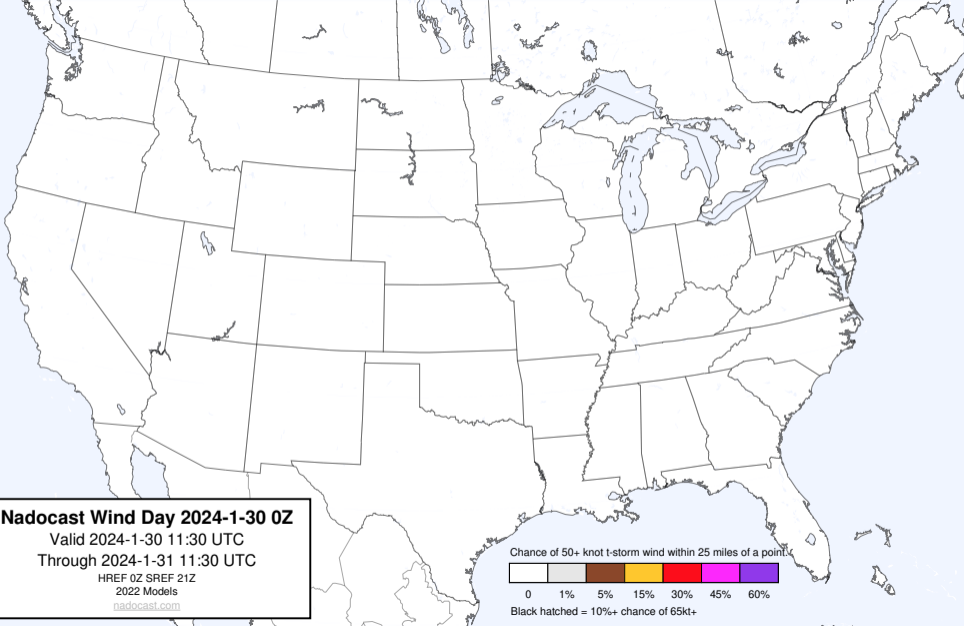 Nadocast Wind Day 2024-1-30 0Z
Valid 2024-1-30 11:30 UTC
Through 2024-1-31 11:30 UTC
HREF 0Z SREF 21Z
2022 Models
nadocast.com
Chance of 50+ knot t-storm wind within 25 miles of a point.
0 1% 5% 15% 30% 45% 60%
Black hatched = 10%+ chance of 65kt+